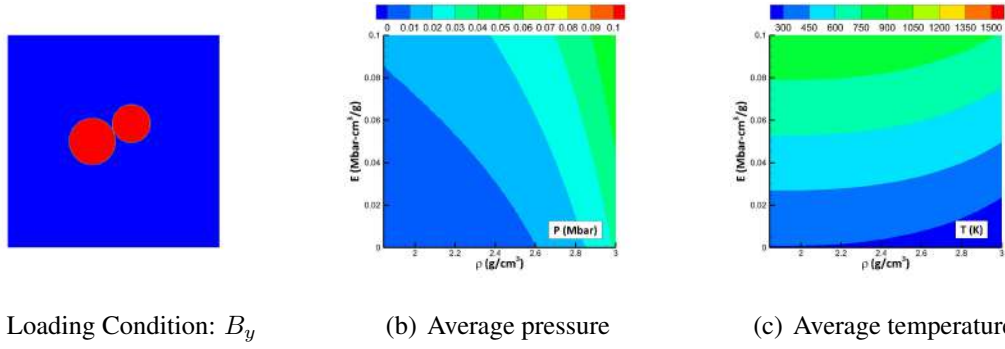 0 0.01 0.02 0.03 0.04 0.06 0.07 0.08 0.09 0.1
300 450 600 750 900 1050 1200 1350 1500
0.1
0.08
0.06
0.04
0.02
0
E (Mbar-cm³/g)
P (Mbar)
2 2.2 2.4 2.6 2.8 3
ρ (g/cm³)
0.1
0.08
0.06
0.04
0.02
0
E (Mbar-cm³/g)
T (K)
2 2.2 2.4 2.6 2.8 3
ρ (g/cm³)
Loading Condition: B_y
(b) Average pressure
(c) Average temperature